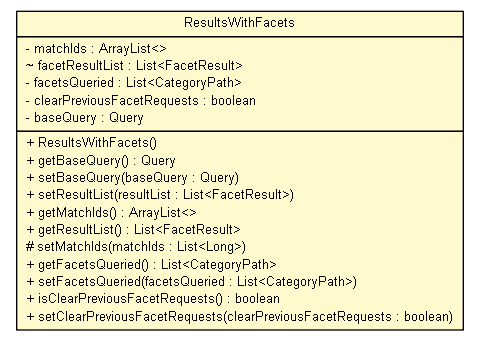 ResultsWithFacets
- matchIds : ArrayList<>
~ facetResultList : List<FacetResult>
- facetsQueried : List<CategoryPath>
- clearPreviousFacetRequests : boolean
- baseQuery : Query
+ ResultsWithFacets()
+ getBaseQuery() : Query
+ setBaseQuery(baseQuery : Query)
+ setResultList(resultList : List<FacetResult>)
+ getMatchIds() : ArrayList<>
+ getResultList() : List<FacetResult>
# setMatchIds(matchIds : List<Long>)
+ getFacetsQueried() : List<CategoryPath>
+ setFacetsQueried(facetsQueried : List<CategoryPath>)
+ isClearPreviousFacetRequests() : boolean
+ setClearPreviousFacetRequests(clearPreviousFacetRequests : boolean)